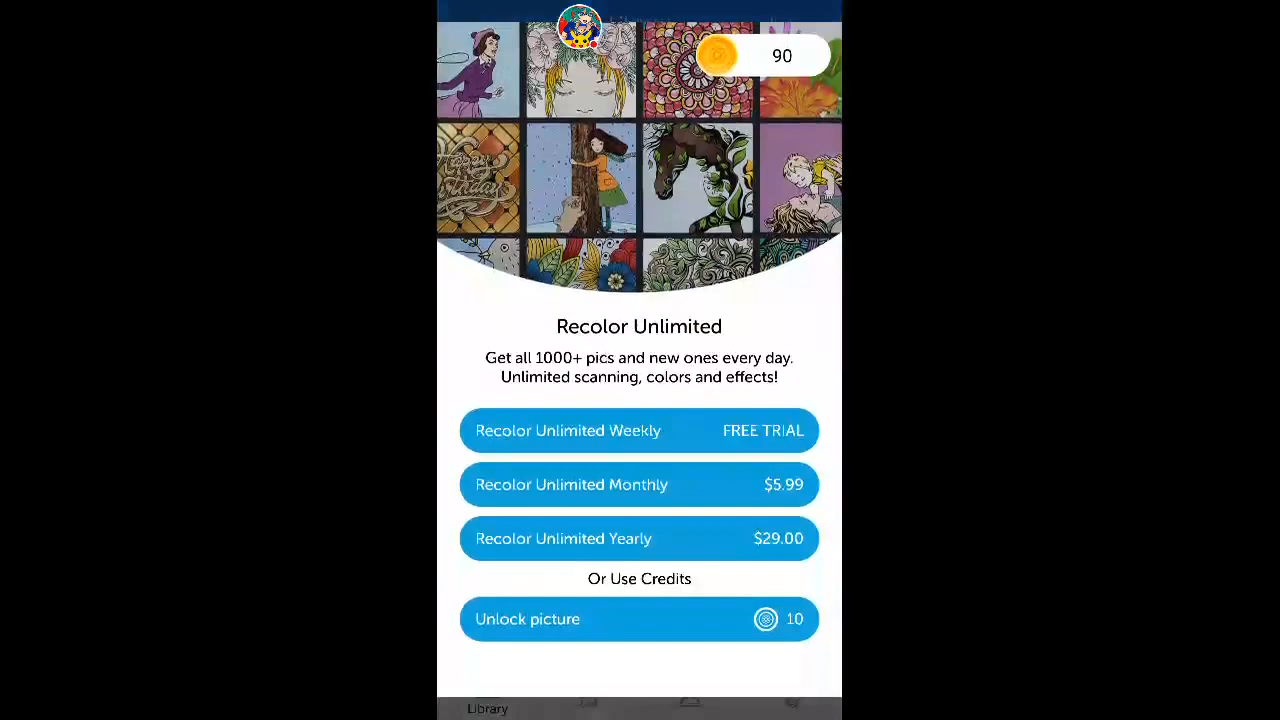 90
Happy
Birthday
Recolor Unlimited
Get all 1000+ pics and new ones every day.
Unlimited scanning, colors and effects!
Recolor Unlimited Weekly FREE TRIAL
Recolor Unlimited Monthly $5.99
Recolor Unlimited Yearly $29.00
Or Use Credits
Unlock picture 10
Library